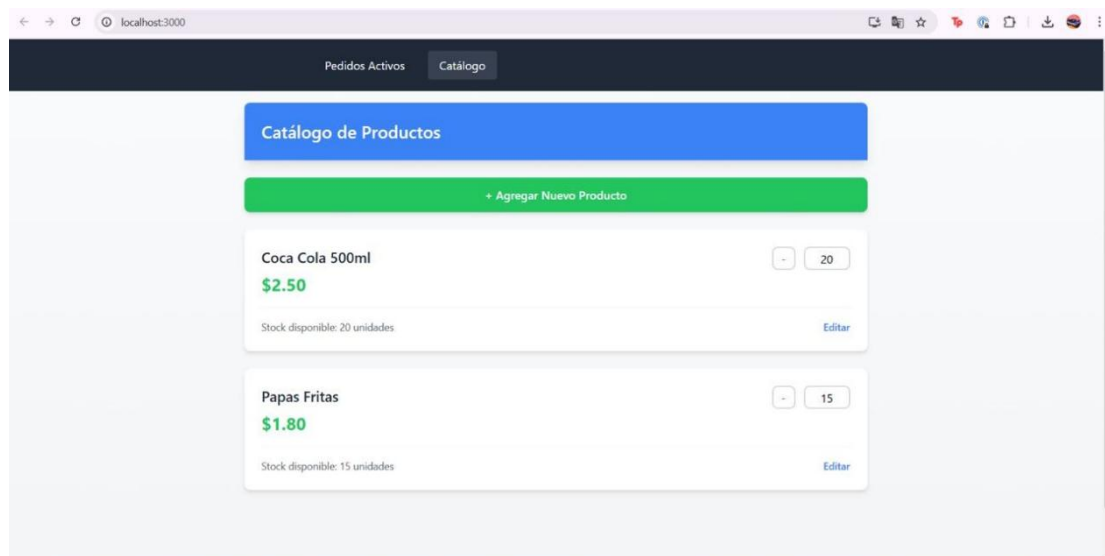 localhost:3000
Pedidos Activos Catálogo
Catálogo de Productos
+ Agregar Nuevo Producto
Coca Cola 500ml - 20
$2.50
Stock disponible: 20 unidades Editar
Papas Fritas - 15
$1.80
Stock disponible: 15 unidades Editar